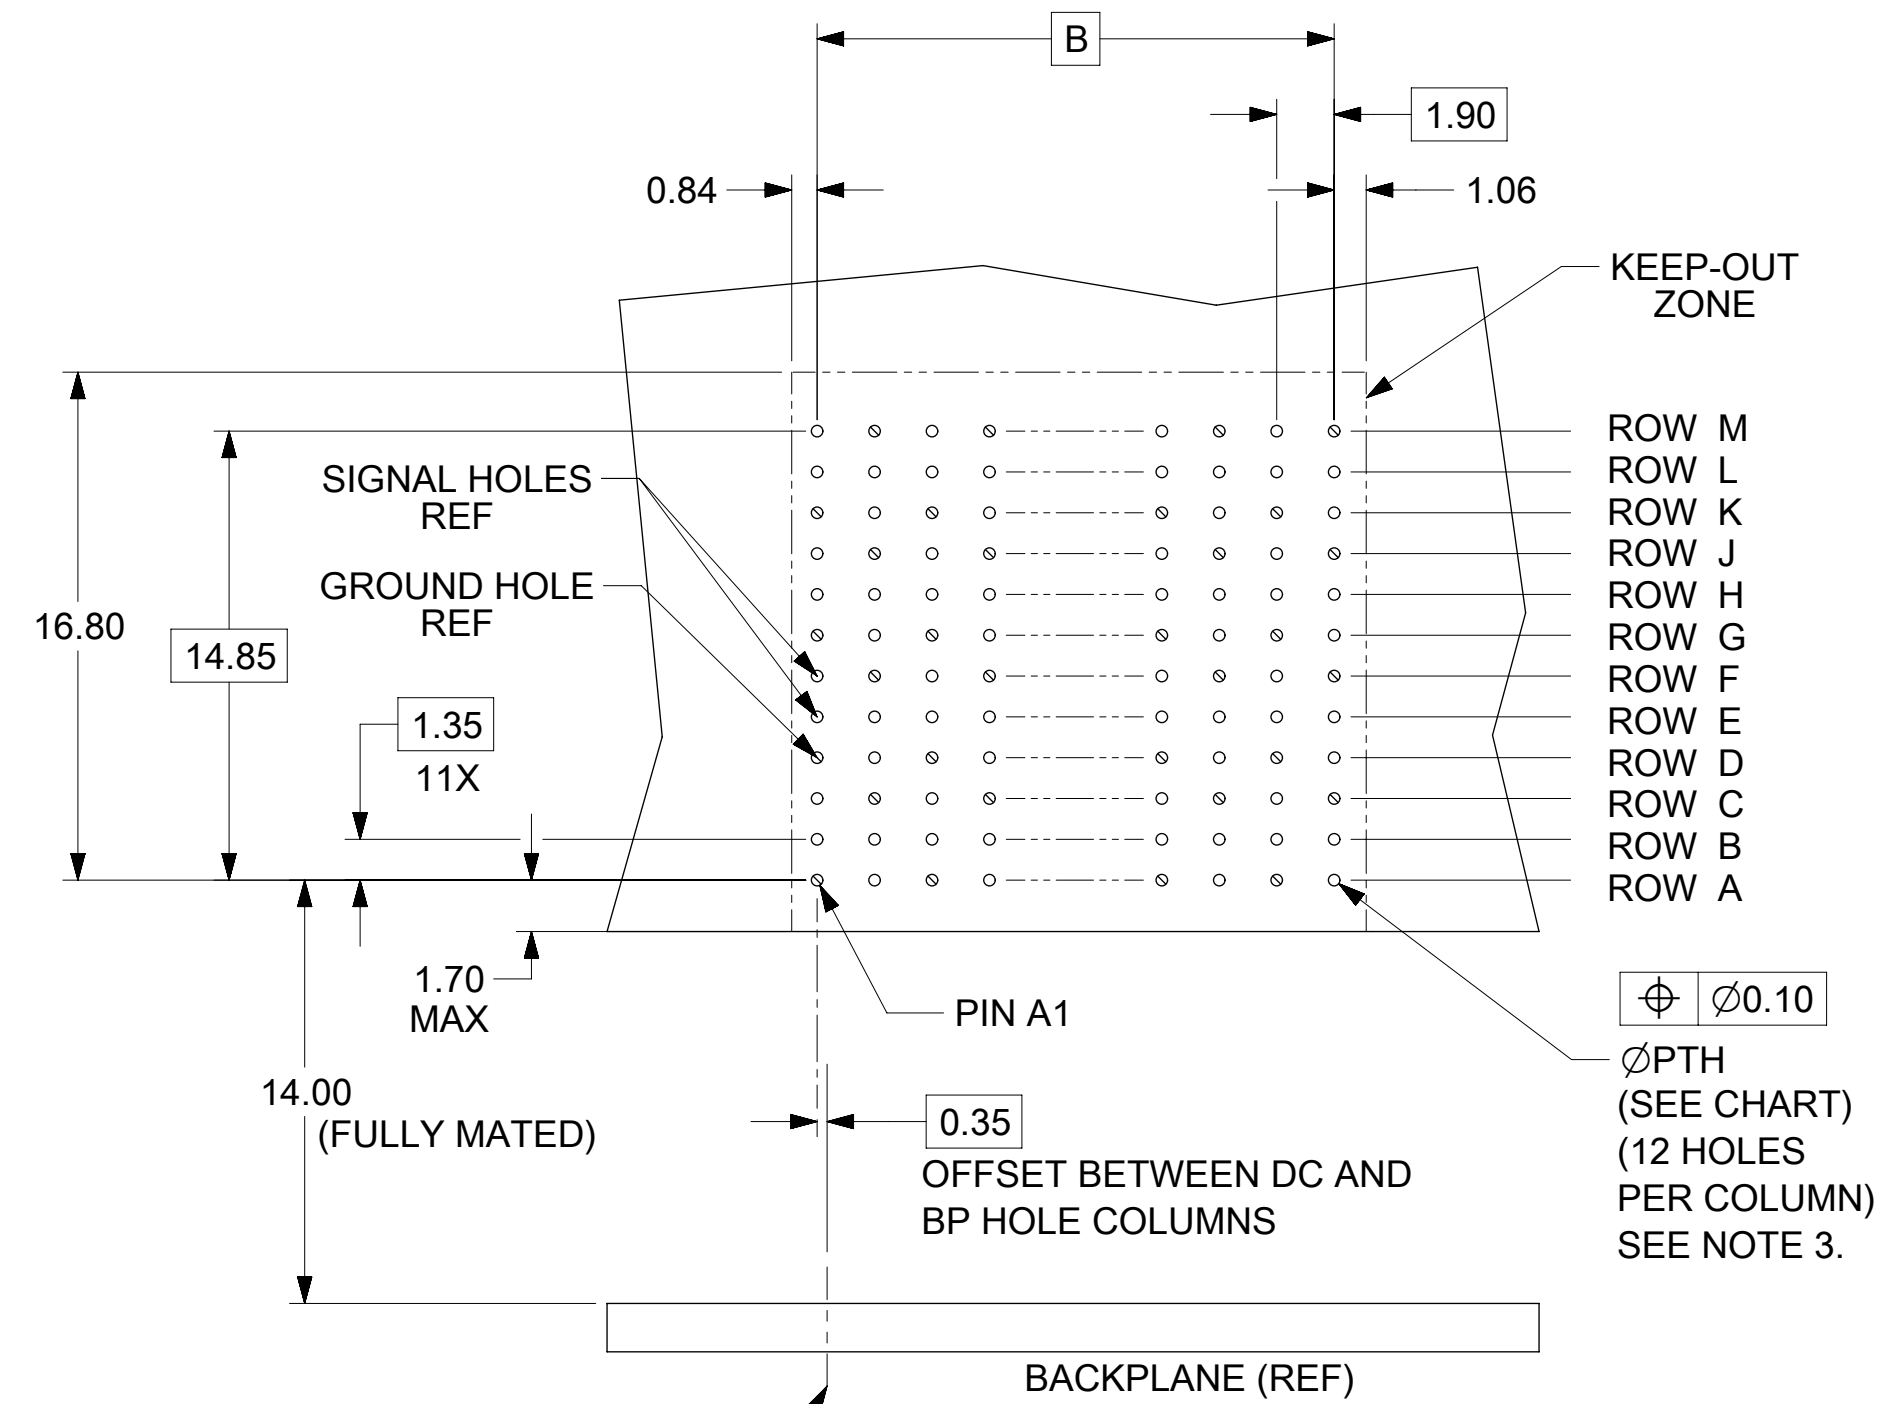 B
1.90
0.84
1.06
KEEP-OUT
ZONE
ROW M
ROW L
ROW K
ROW J
ROW H
ROW G
ROW F
ROW E
ROW D
ROW C
ROW B
ROW A
SIGNAL HOLES
REF
GROUND HOLE
REF
16.80
14.85
1.35
11X
1.70
MAX
PIN A1
⌖ ∅0.10
∅PTH
(SEE CHART)
(12 HOLES
PER COLUMN)
SEE NOTE 3.
14.00
(FULLY MATED)
0.35
OFFSET BETWEEN DC AND
BP HOLE COLUMNS
BACKPLANE (REF)